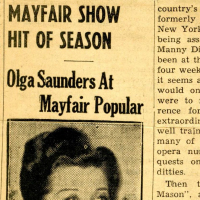 MAYFAIR SHOW
HIT OF SEASON
Olga Saunders At
Mayfair Popular
country's
formerly
New York
being ass
Manny Di
been at th
four week
it seems a
would on
were to r
rence for
extraordin
well train
many of
opera nu
quests on
ditties.
Then t
Mason",